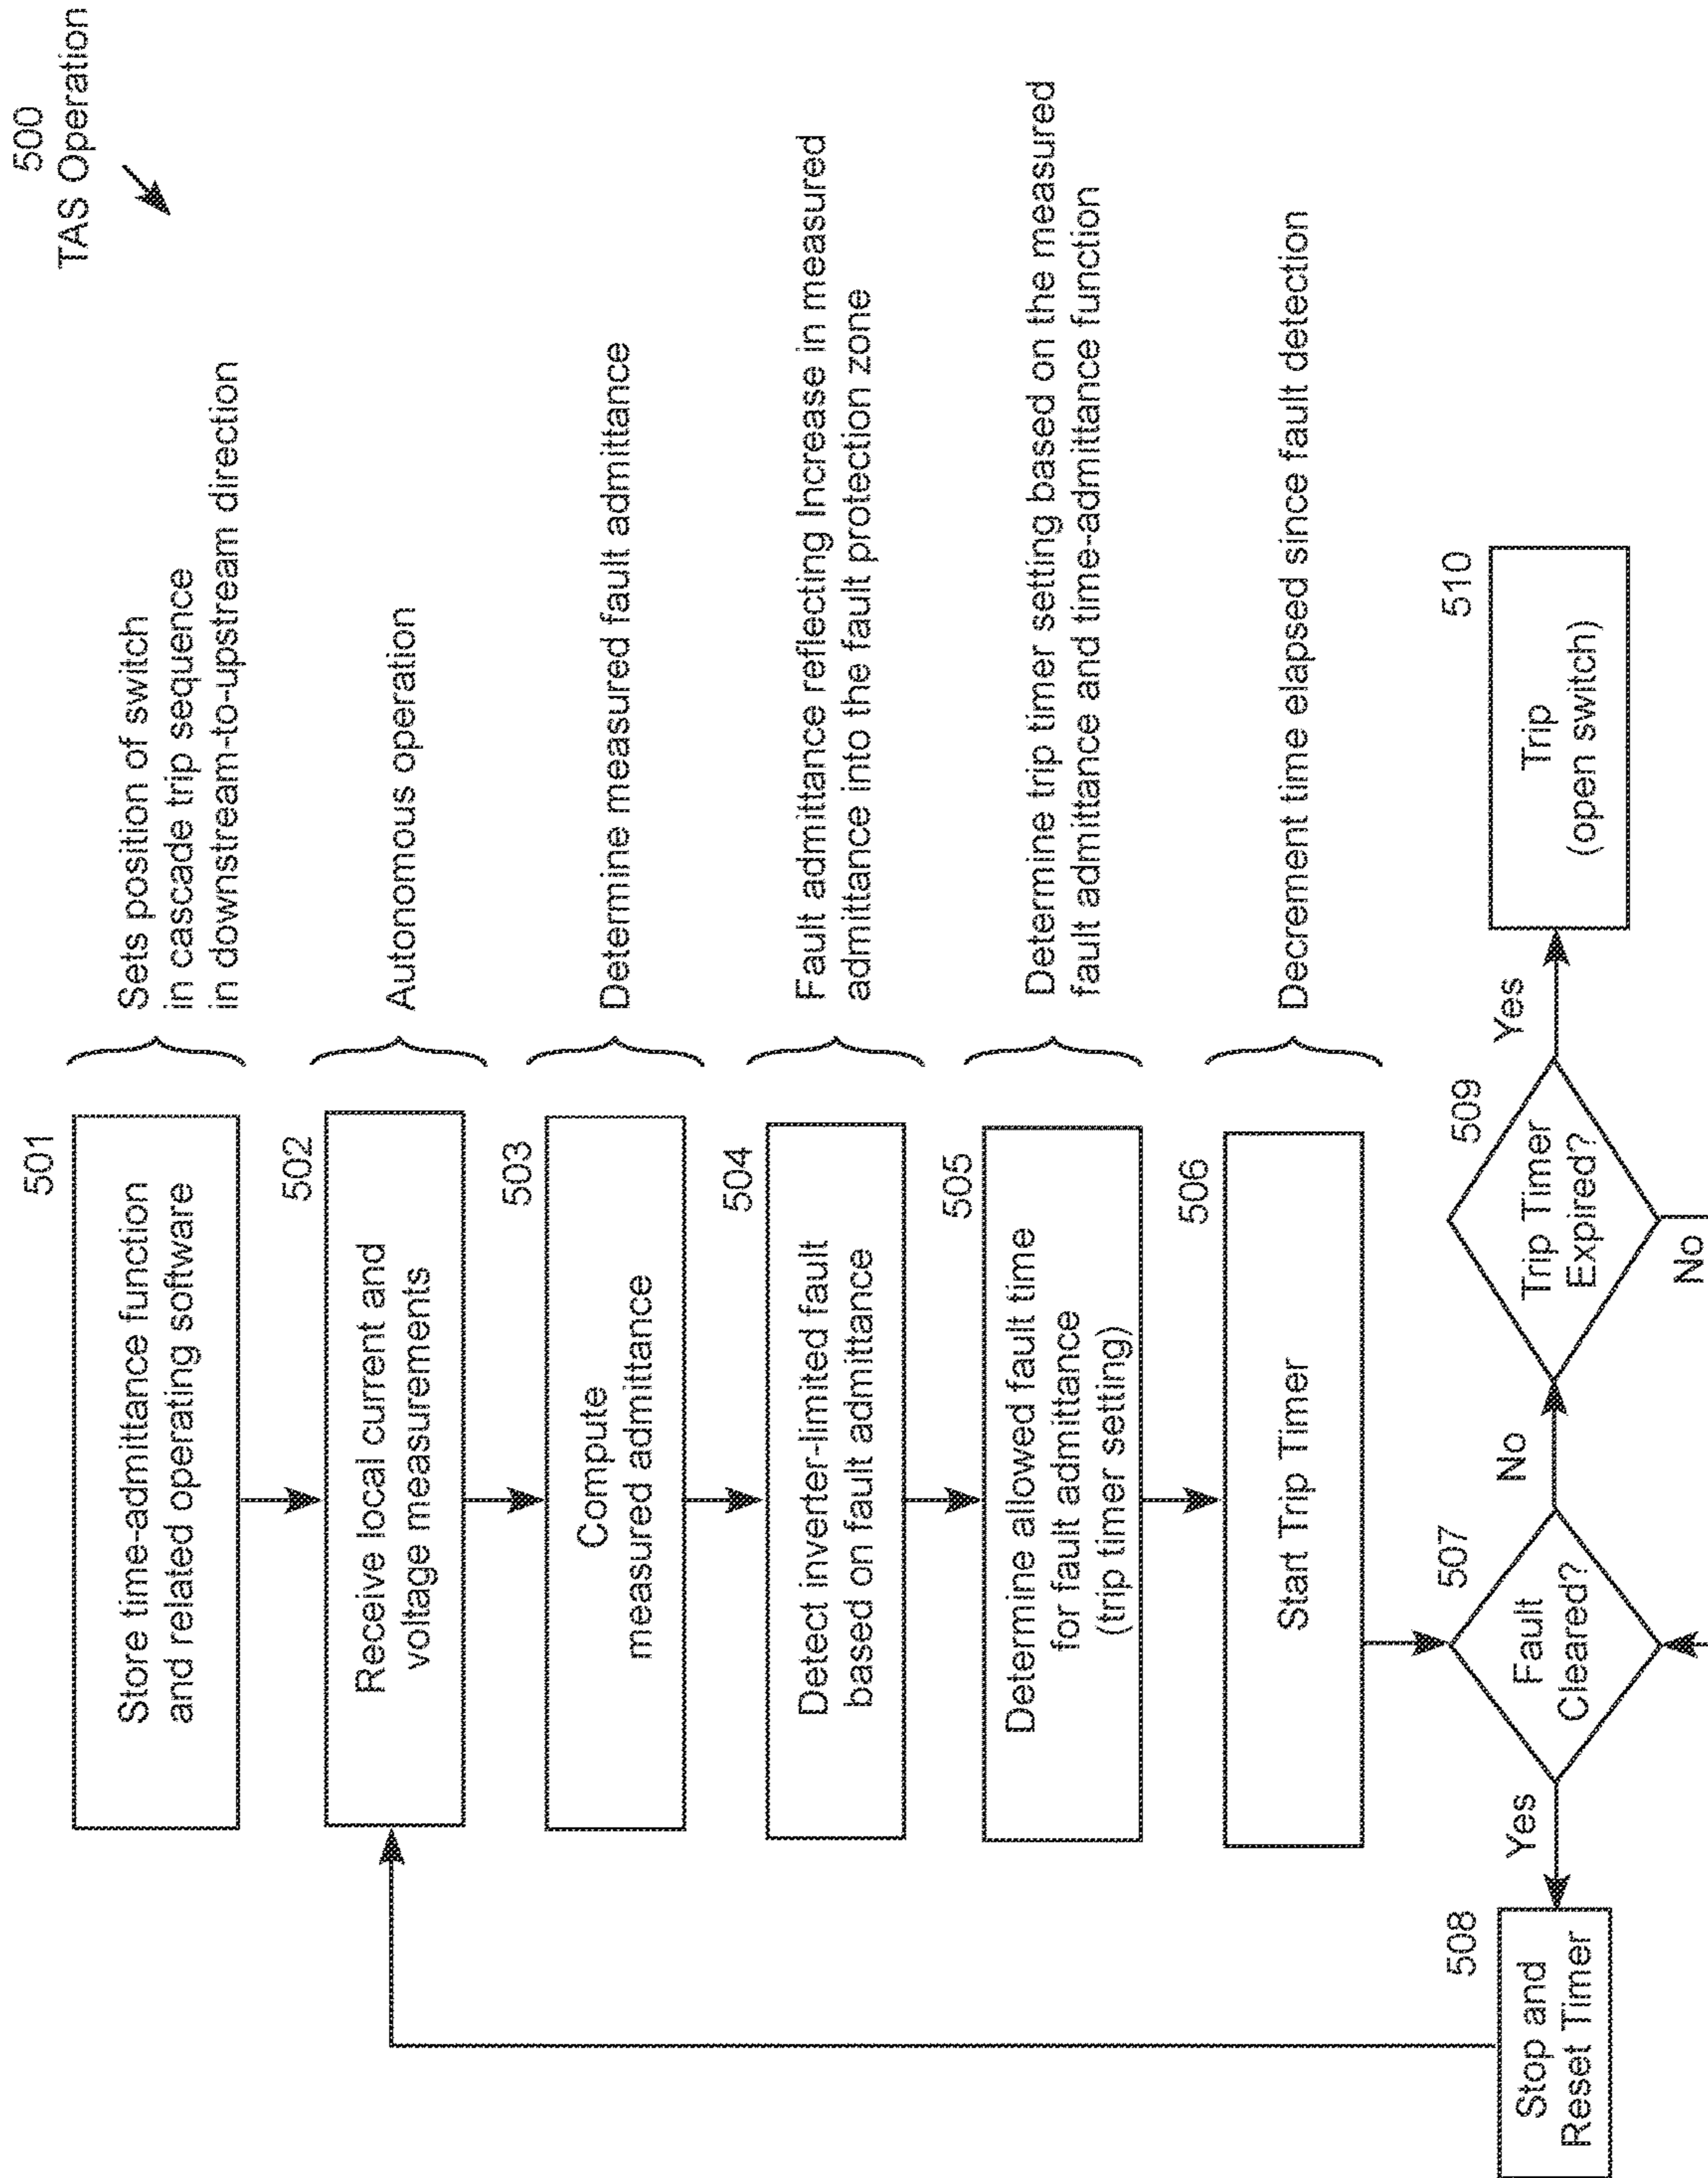 500
TAS Operation
501
Store time-admittance function
and related operating software
Sets position of switch
in cascade trip sequence
in downstream-to-upstream direction
502
Receive local current and
voltage measurements
Autonomous operation
503
Compute
measured admittance
Determine measured fault admittance
504
Detect inverter-limited fault
based on fault admittance
Fault admittance reflecting Increase in measured
admittance into the fault protection zone
505
Determine allowed fault time
for fault admittance
(trip timer setting)
Determine trip timer setting based on the measured
fault admittance and time-admittance function
506
Start Trip Timer
Decrement time elapsed since fault detection
507
Fault
Cleared?
Yes
No
508
Stop and
Reset Timer
509
Trip Timer
Expired?
Yes
No
510
Trip
(open switch)